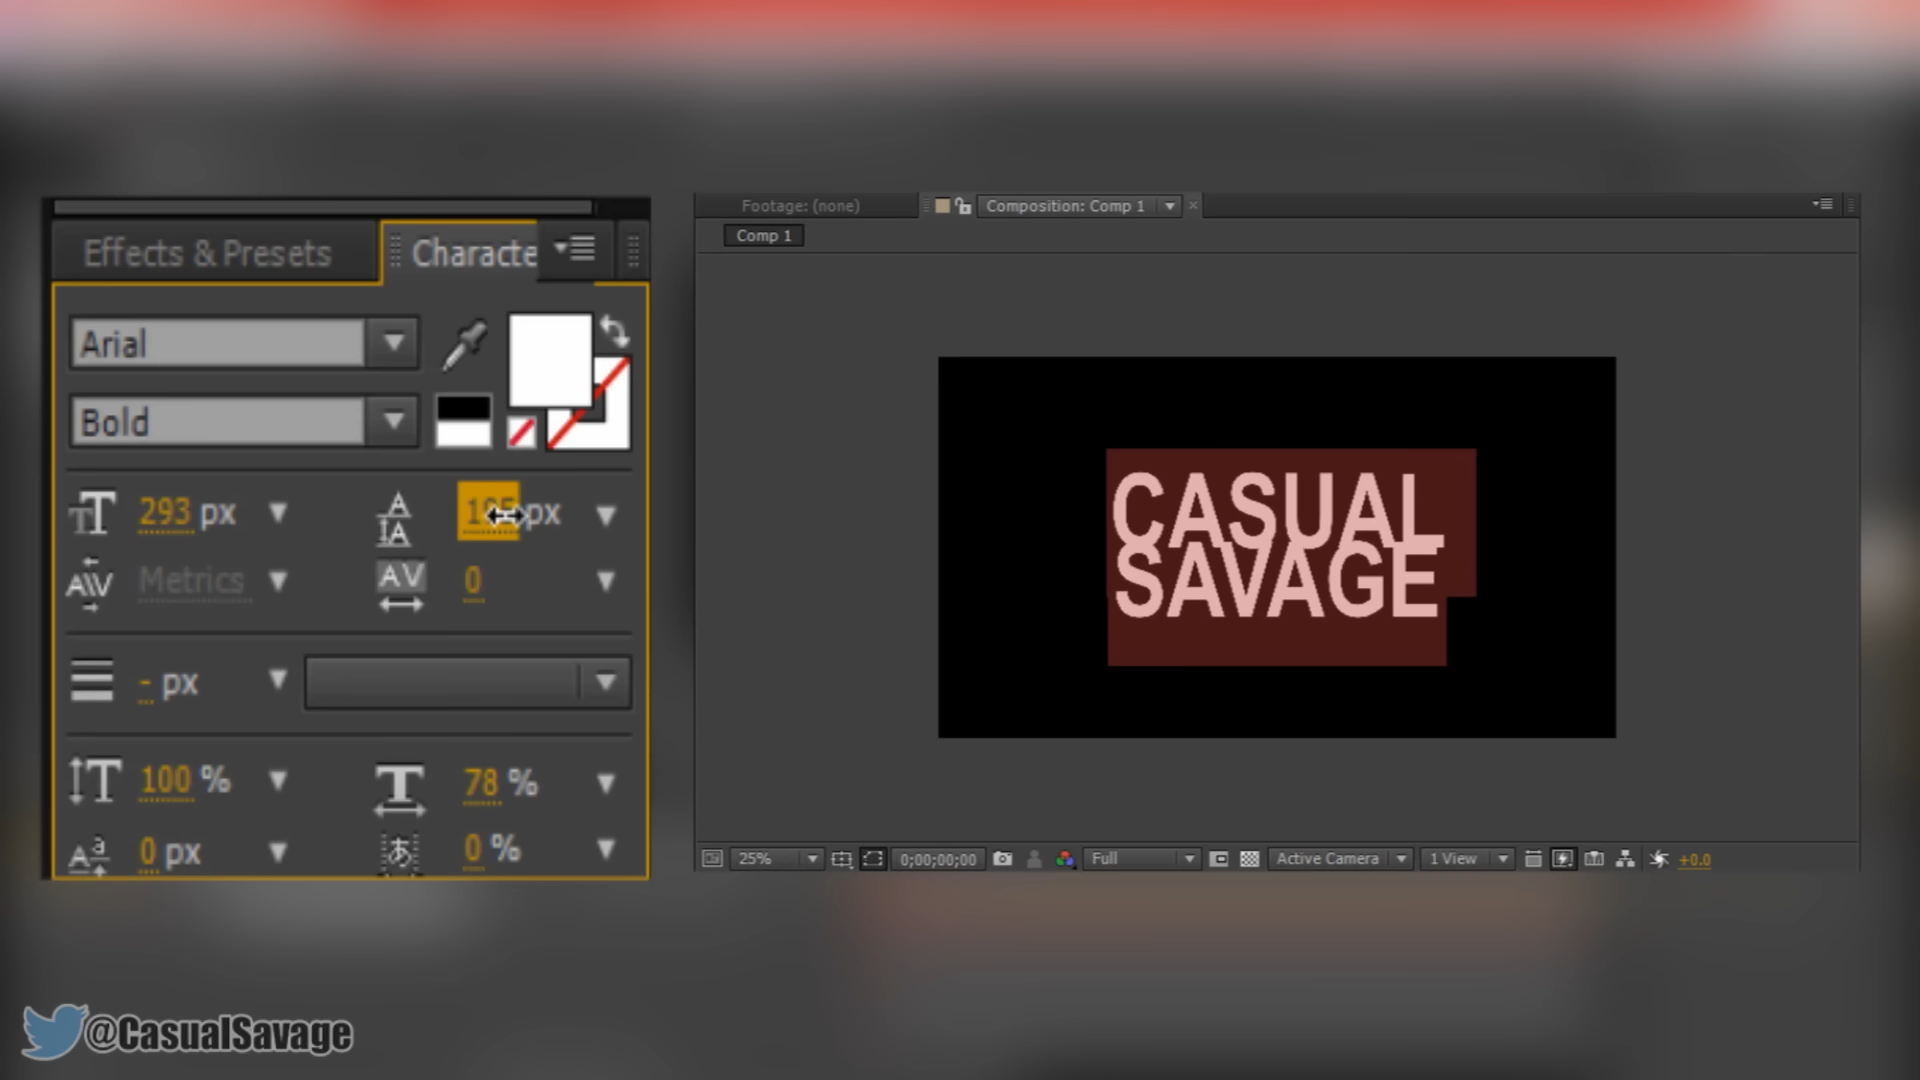 Effects & Presets
Characte
Arial
Bold
293 px
px
Metrics
0
- px
100 %
78 %
0 px
0 %
Footage: (none)
Composition: Comp 1
Comp 1
CASUAL
SAVAGE
25%
0;00;00;00
Full
Active Camera
1 View
+0.0
@CasualSavage